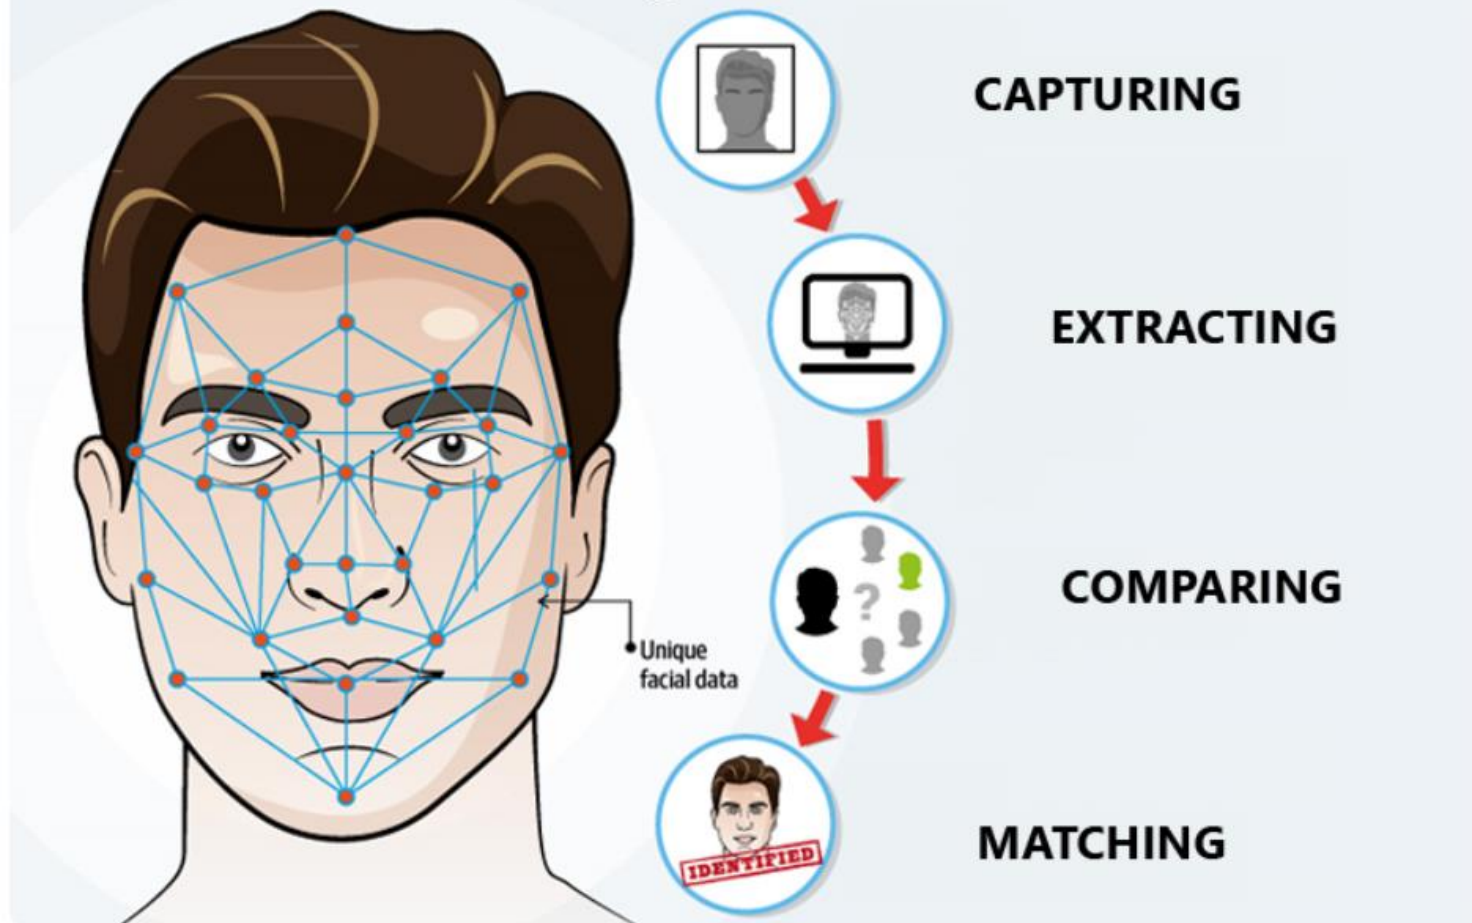 CAPTURING
EXTRACTING
COMPARING
?
Unique
facial data
IDENTIFIED
MATCHING